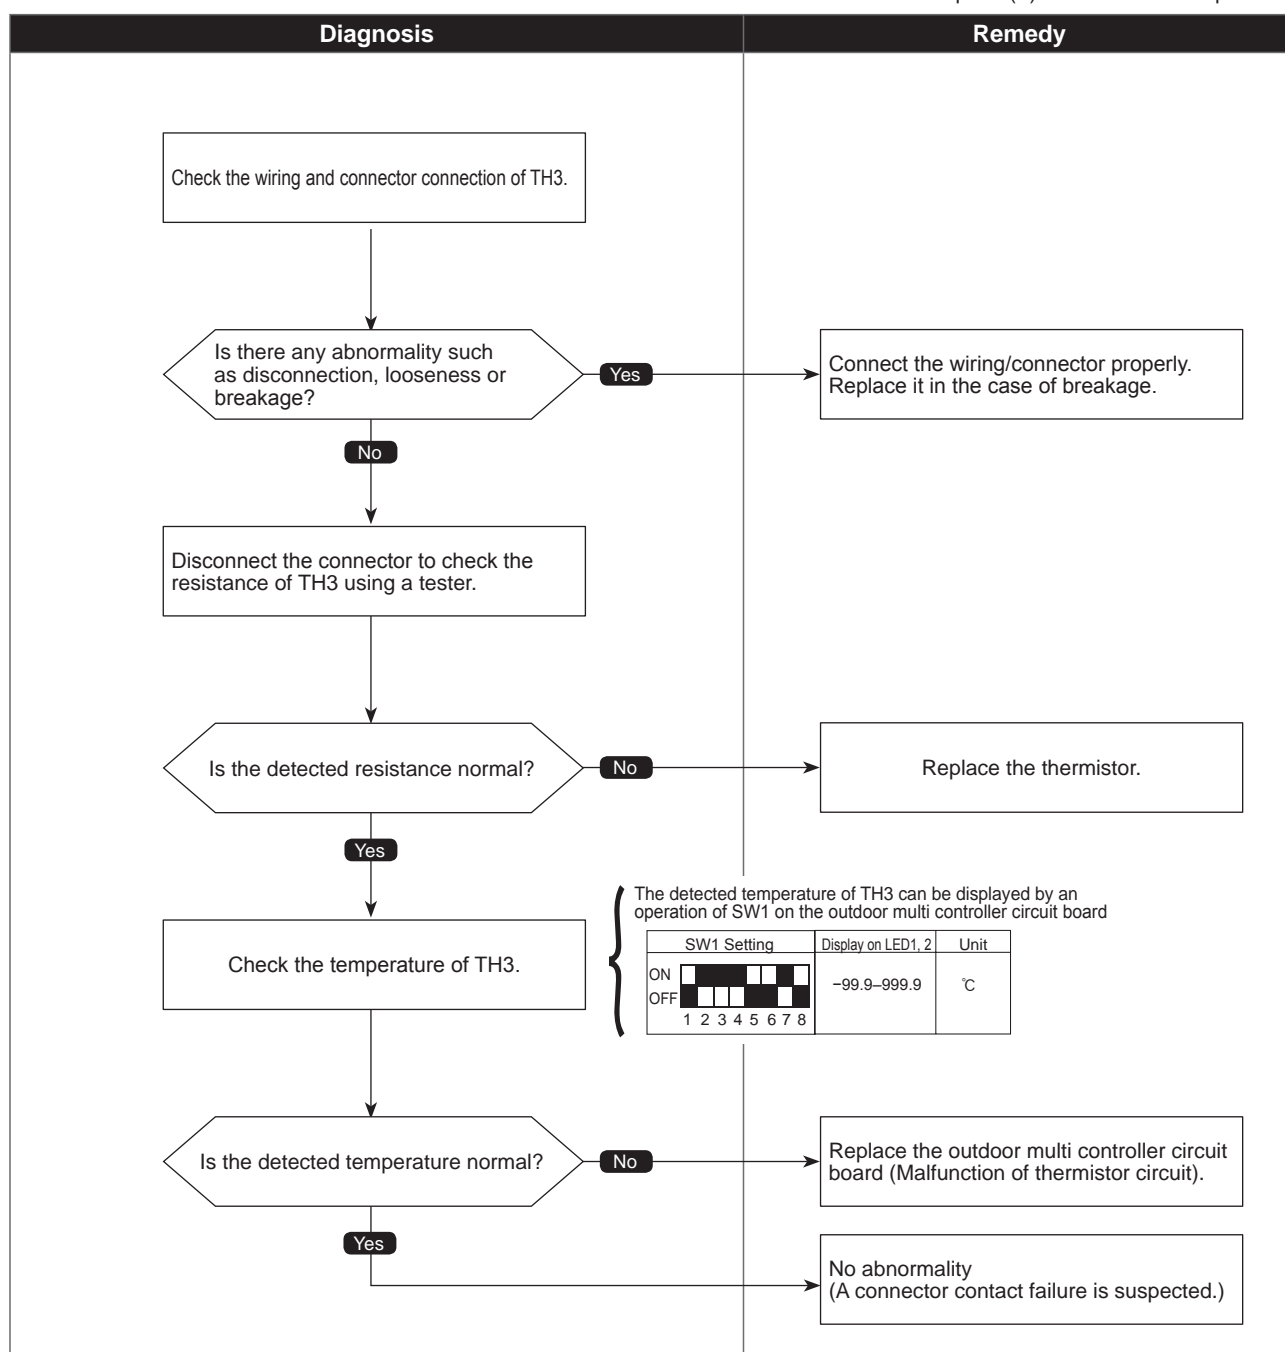 Diagnosis
Remedy
Check the wiring and connector connection of TH3.
Is there any abnormality such
as disconnection, looseness or
breakage?
Yes
Connect the wiring/connector properly.
Replace it in the case of breakage.
No
Disconnect the connector to check the
resistance of TH3 using a tester.
Is the detected resistance normal?
No
Replace the thermistor.
Yes
The detected temperature of TH3 can be displayed by an
operation of SW1 on the outdoor multi controller circuit board
Check the temperature of TH3.
SW1 Setting
Display on LED1, 2
Unit
ON
OFF
1 2 3 4 5 6 7 8
−99.9–999.9
℃
Is the detected temperature normal?
No
Replace the outdoor multi controller circuit
board (Malfunction of thermistor circuit).
Yes
No abnormality
(A connector contact failure is suspected.)